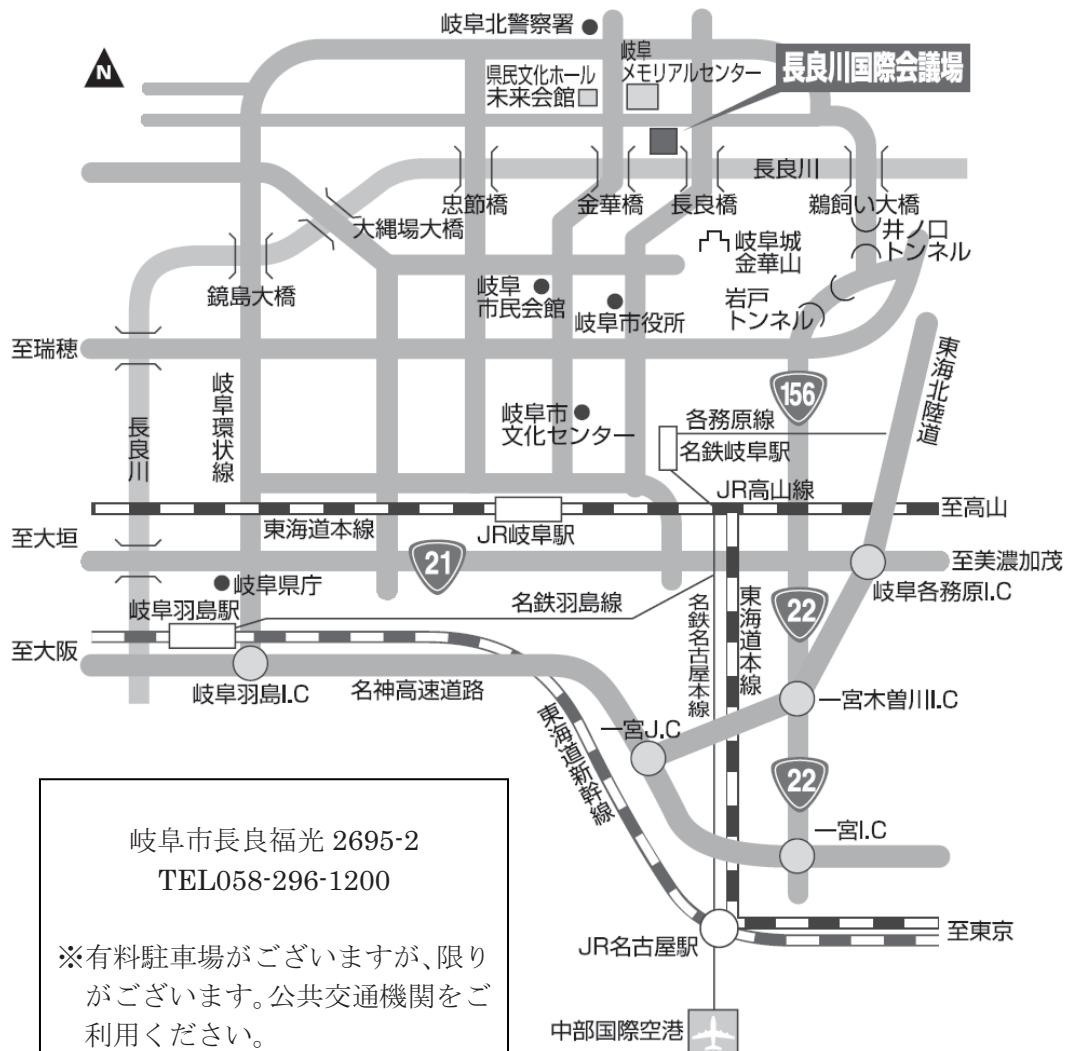 岐阜北警察署
N
岐阜
メモリアルセンター
長良川国際会議場
県民文化ホール
未来会館
長良川
忠節橋
金華橋
長良橋
鵜飼い大橋
大縄場大橋
井ノ口
トンネル
岐阜城
金華山
鏡島大橋
岐阜
市民会館
岐阜市役所
岩戸
トンネル
至瑞穂
東海北陸道
岐阜環状線
156
長良川
岐阜市
文化センター
各務原線
名鉄岐阜駅
JR高山線
至高山
東海道本線
JR岐阜駅
至大垣
21
至美濃加茂
岐阜県庁
岐阜各務原I.C
岐阜羽島駅
名鉄羽島線
22
名鉄名古屋本線
東海道本線
至大阪
岐阜羽島I.C
名神高速道路
一宮木曽川I.C
東海道新幹線
一宮J.C
22
一宮I.C
岐阜市長良福光 2695-2
TEL058-296-1200
※有料駐車場がございますが、限り
がございます。公共交通機関をご
利用ください。
至東京
JR名古屋駅
中部国際空港